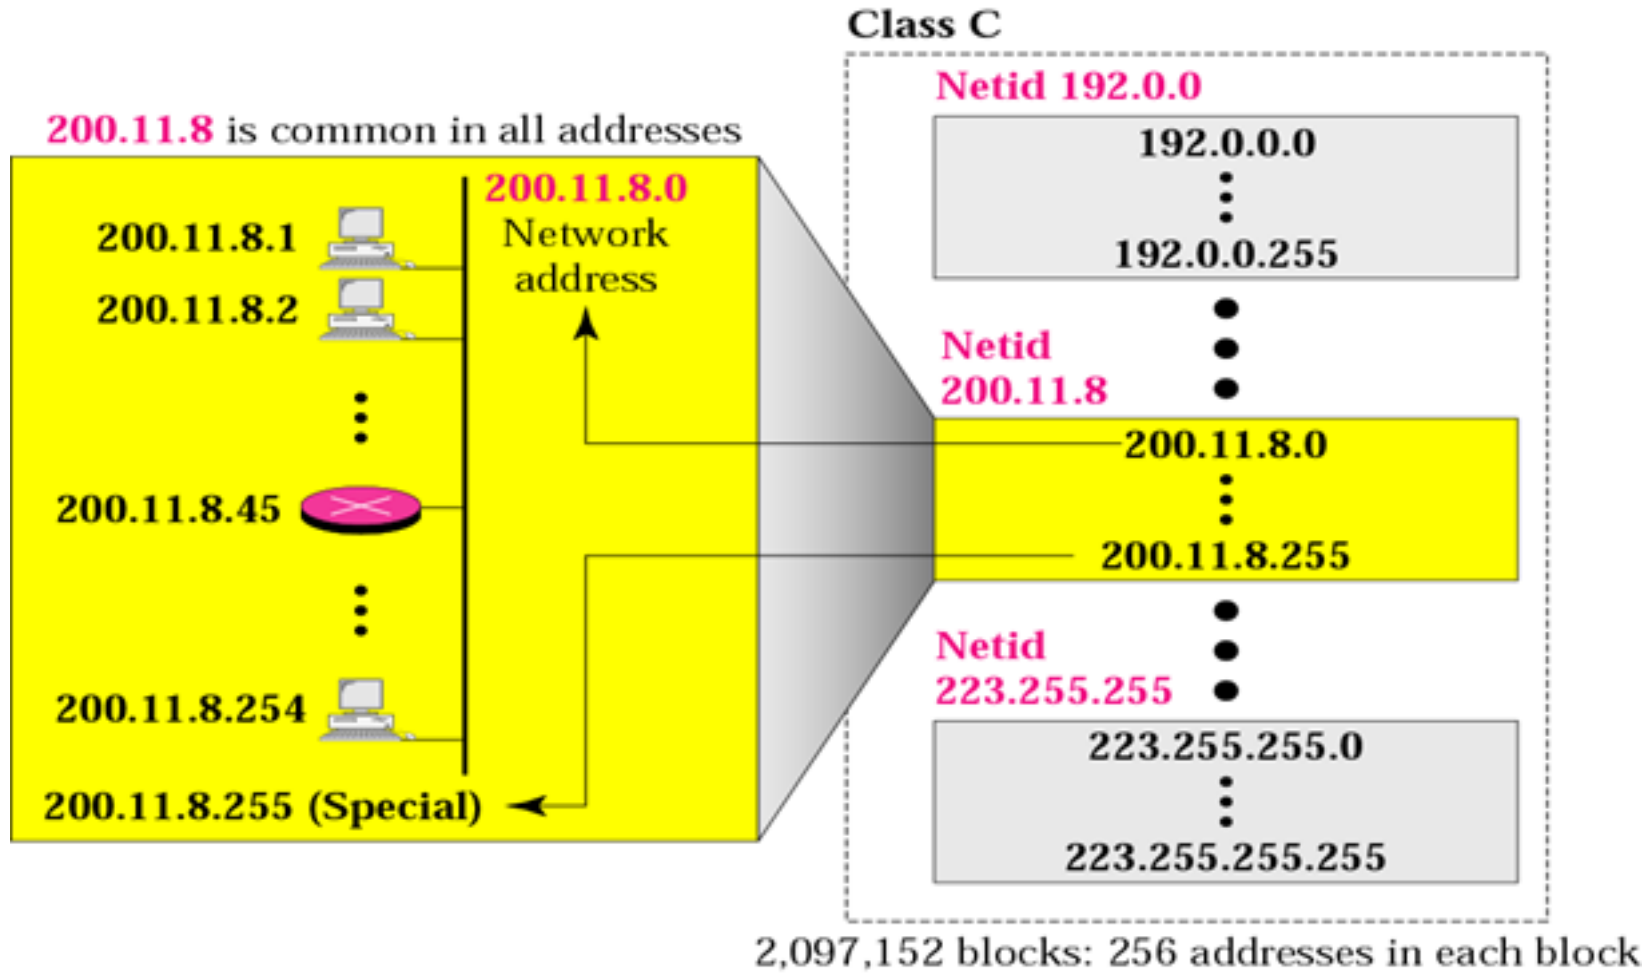 Class C
Netid 192.0.0
192.0.0.0
192.0.0.255
Netid
200.11.8
200.11.8.0
200.11.8.255
Netid
223.255.255
223.255.255.0
223.255.255.255
2,097,152 blocks: 256 addresses in each block
200.11.8 is common in all addresses
200.11.8.0
Network
address
200.11.8.1
200.11.8.2
200.11.8.45
200.11.8.254
200.11.8.255 (Special)